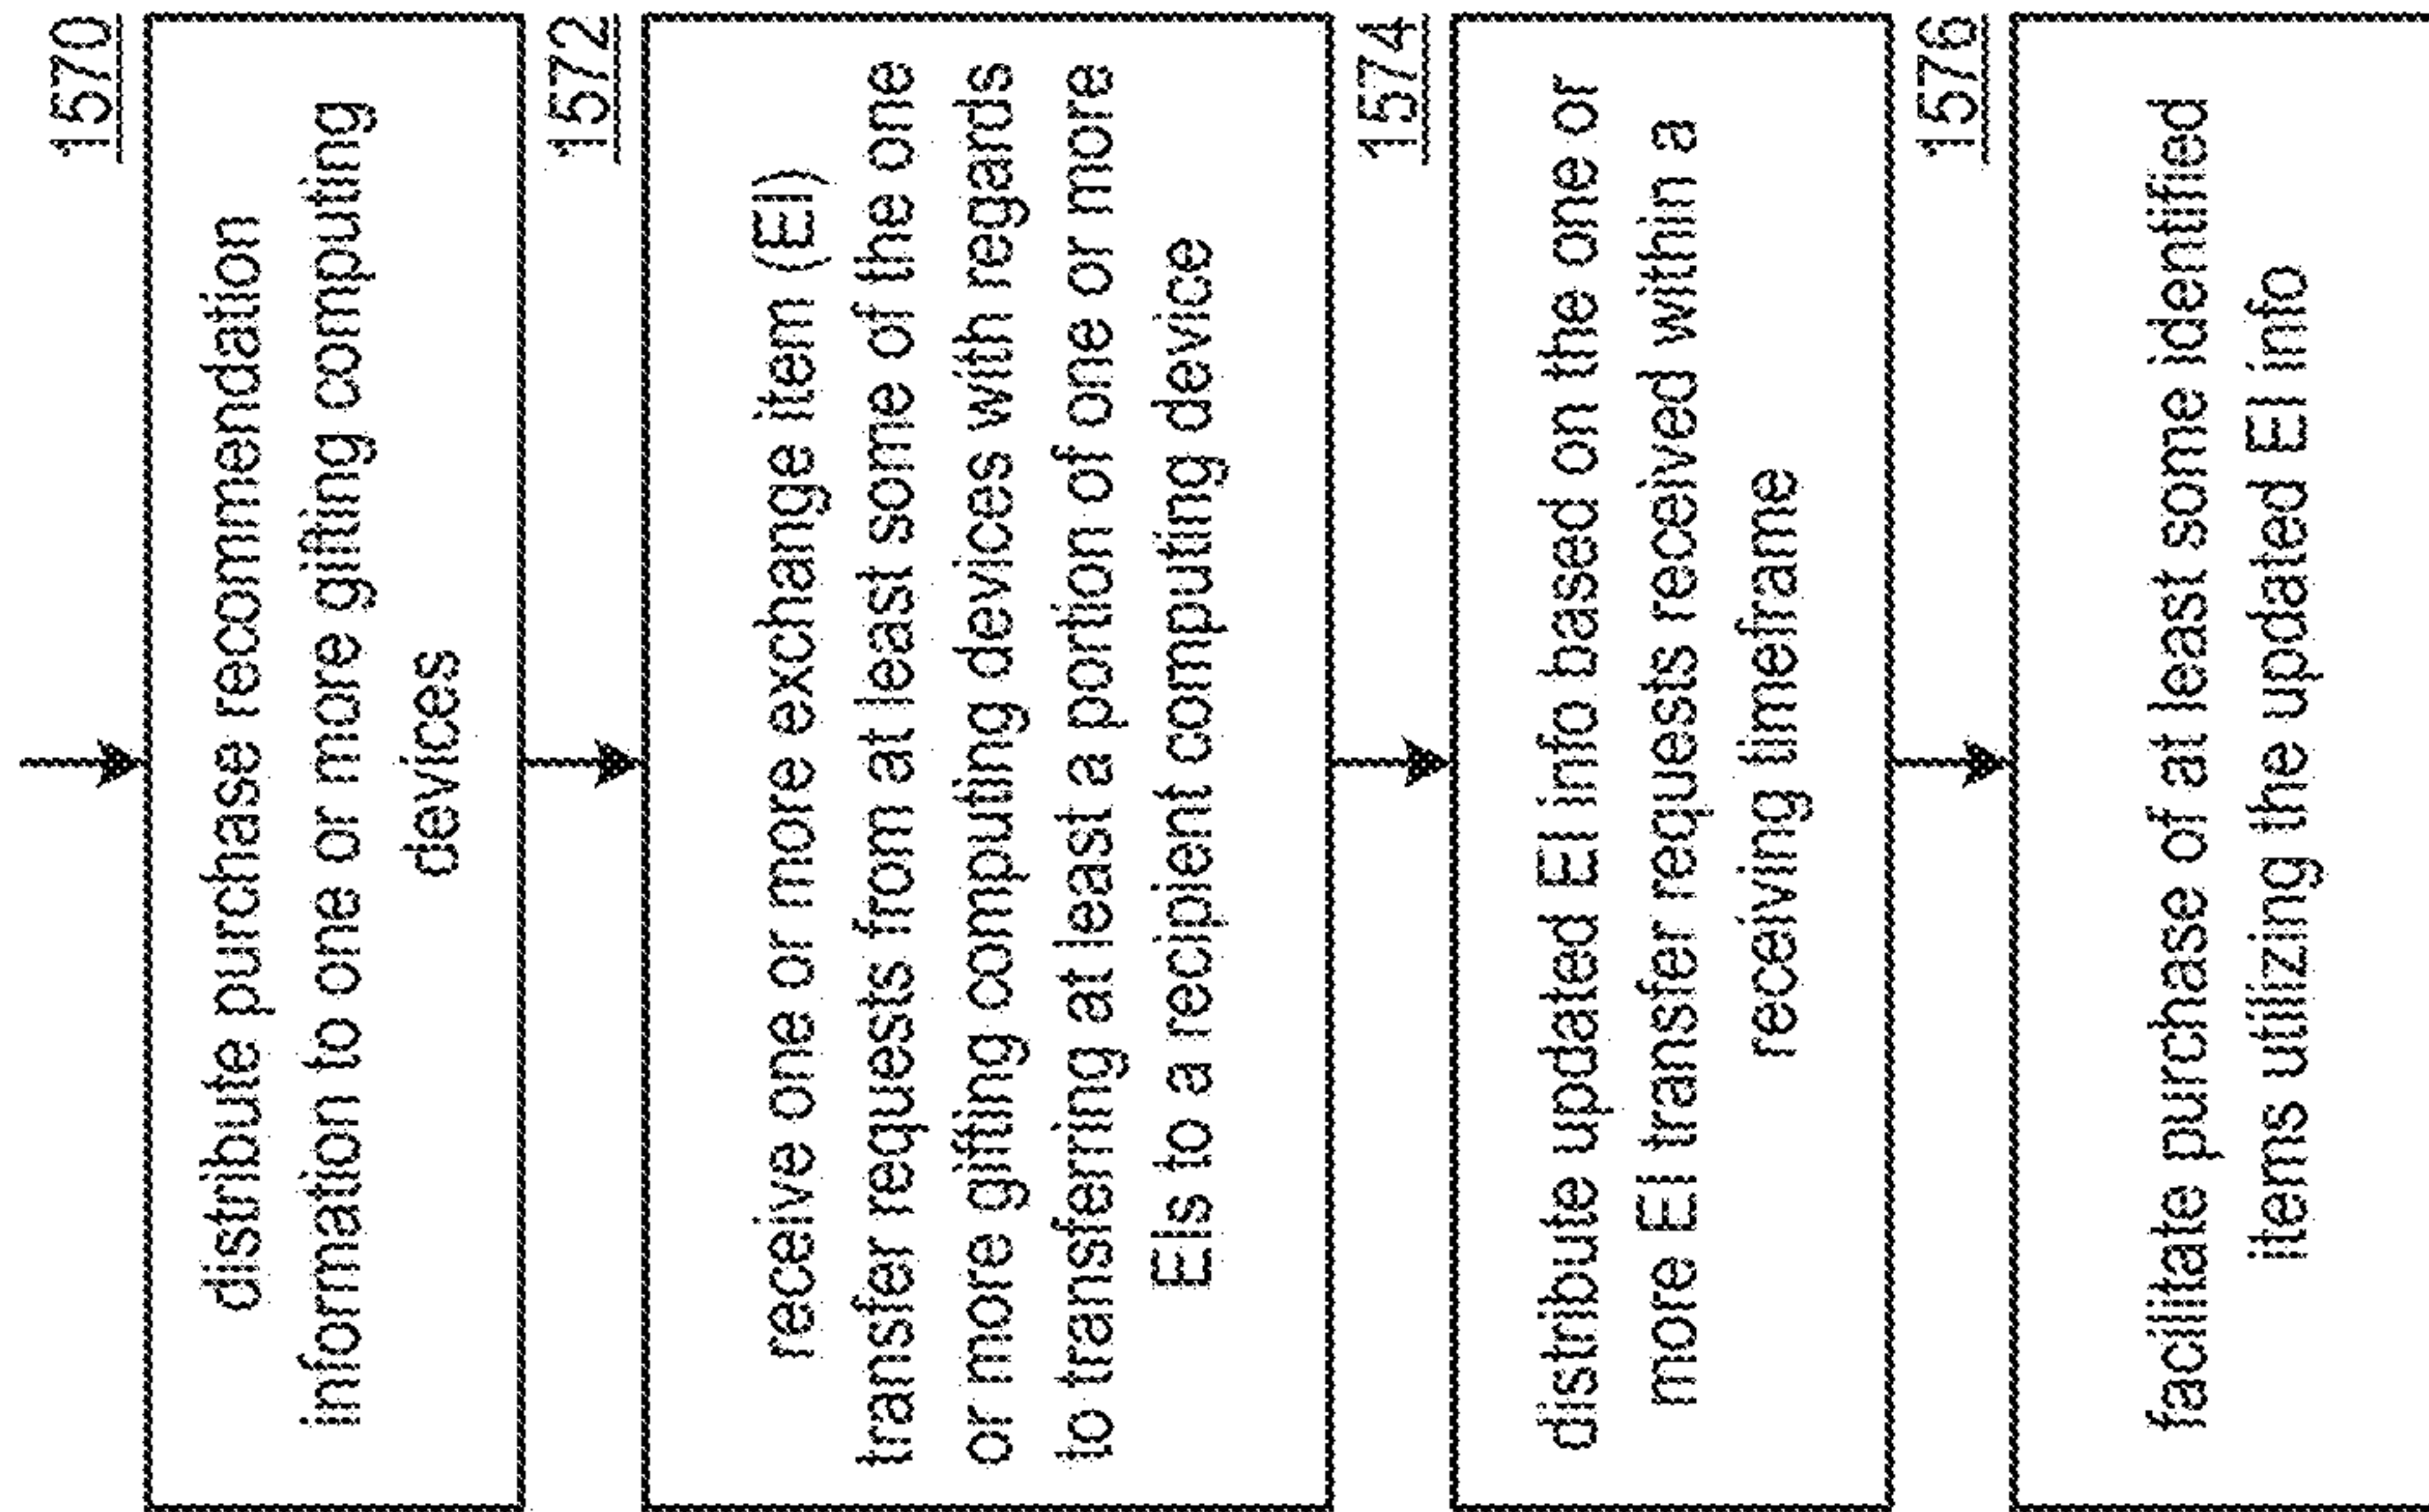 1570
distribute purchase recommendation
information to one or more gifting computing
devices
1572
receive one or more exchange item (EI)
transfer requests from at least some of the one
or more gifting computing devices with regards
to transferring at least a portion of one or more
EIs to a recipient computing device
1574
distribute updated EI info based on the one or
more EI transfer requests received within a
receiving timeframe
1576
facilitate purchase of at least some identified
items utilizing the updated EI info